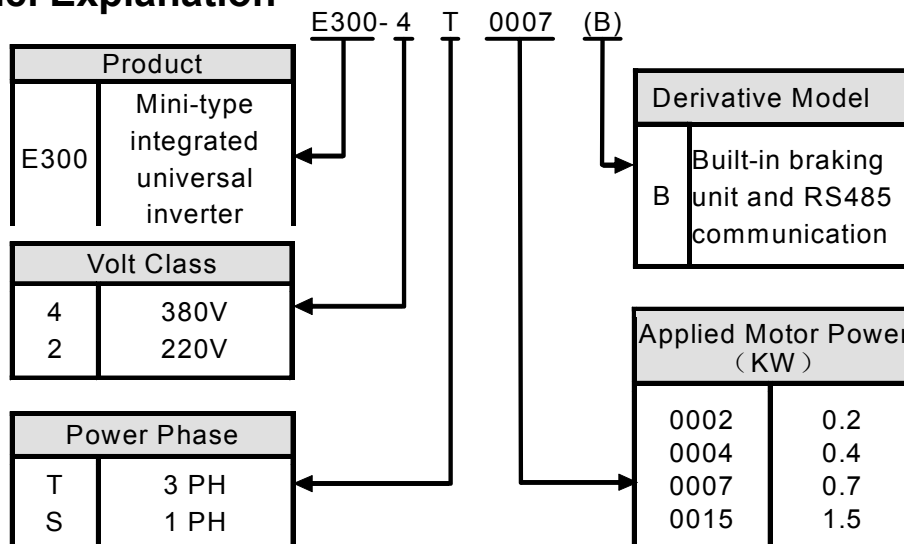 Explanation
E300- 4 T 0007 (B)
Product
E300
Mini-type
integrated
universal
inverter
Volt Class
4 380V
2 220V
Power Phase
T 3 PH
S 1 PH
Derivative Model
B
Built-in braking
unit and RS485
communication
Applied Motor Power
（KW）
0002 0.2
0004 0.4
0007 0.7
0015 1.5